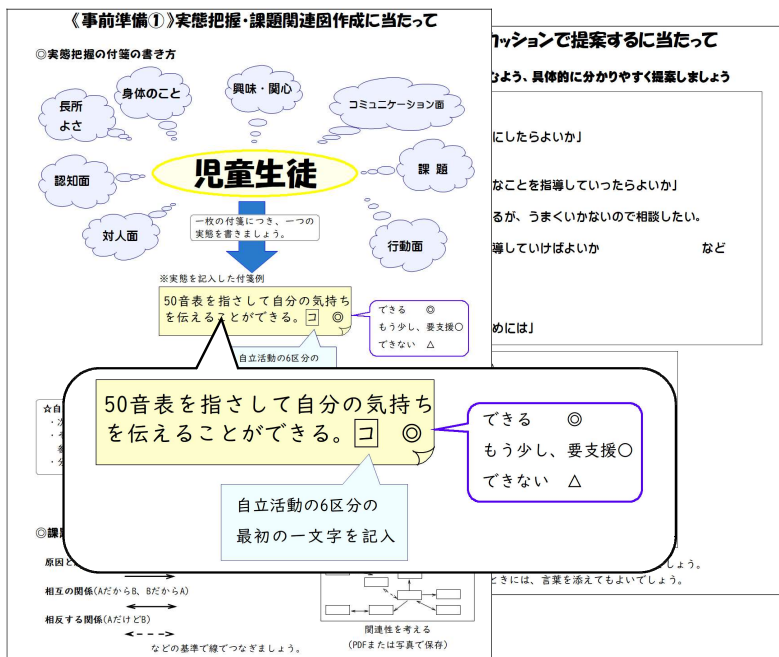 《事前準備①》実態把握・課題関連図作成に当たって
◎実態把握の付箋の書き方
長所
よさ
身体のこと
興味・関心
コミュニケーション面
認知面
児童生徒
課題
対人面
行動面
一枚の付箋につき、一つの
実態を書きましょう。
※実態を記入した付箋例
50音表を指さして自分の気持ち
を伝えることができる。コ ◎
できる ◎
もう少し、要支援○
できない △
自立活動の6区分の
50音表を指さして自分の気持ち
を伝えることができる。コ ◎
できる ◎
もう少し、要支援○
できない △
自立活動の6区分の
最初の一文字を記入
☆自
◎課
原因と
相互の関係(AだからB、BだからA)
相反する関係(AだけどB)
などの基準で線でつなぎましょう。
関連性を考える
(PDFまたは写真で保存)
カッションで提案するに当たって
よう、具体的に分かりやすく提案しましょう
にしたらよいか」
なことを指導していったらよいか」
るが、うまくいかないので相談したい。
導していけばよいか など
めには」
しょう。
ときには、言葉を添えてもよいでしょう。